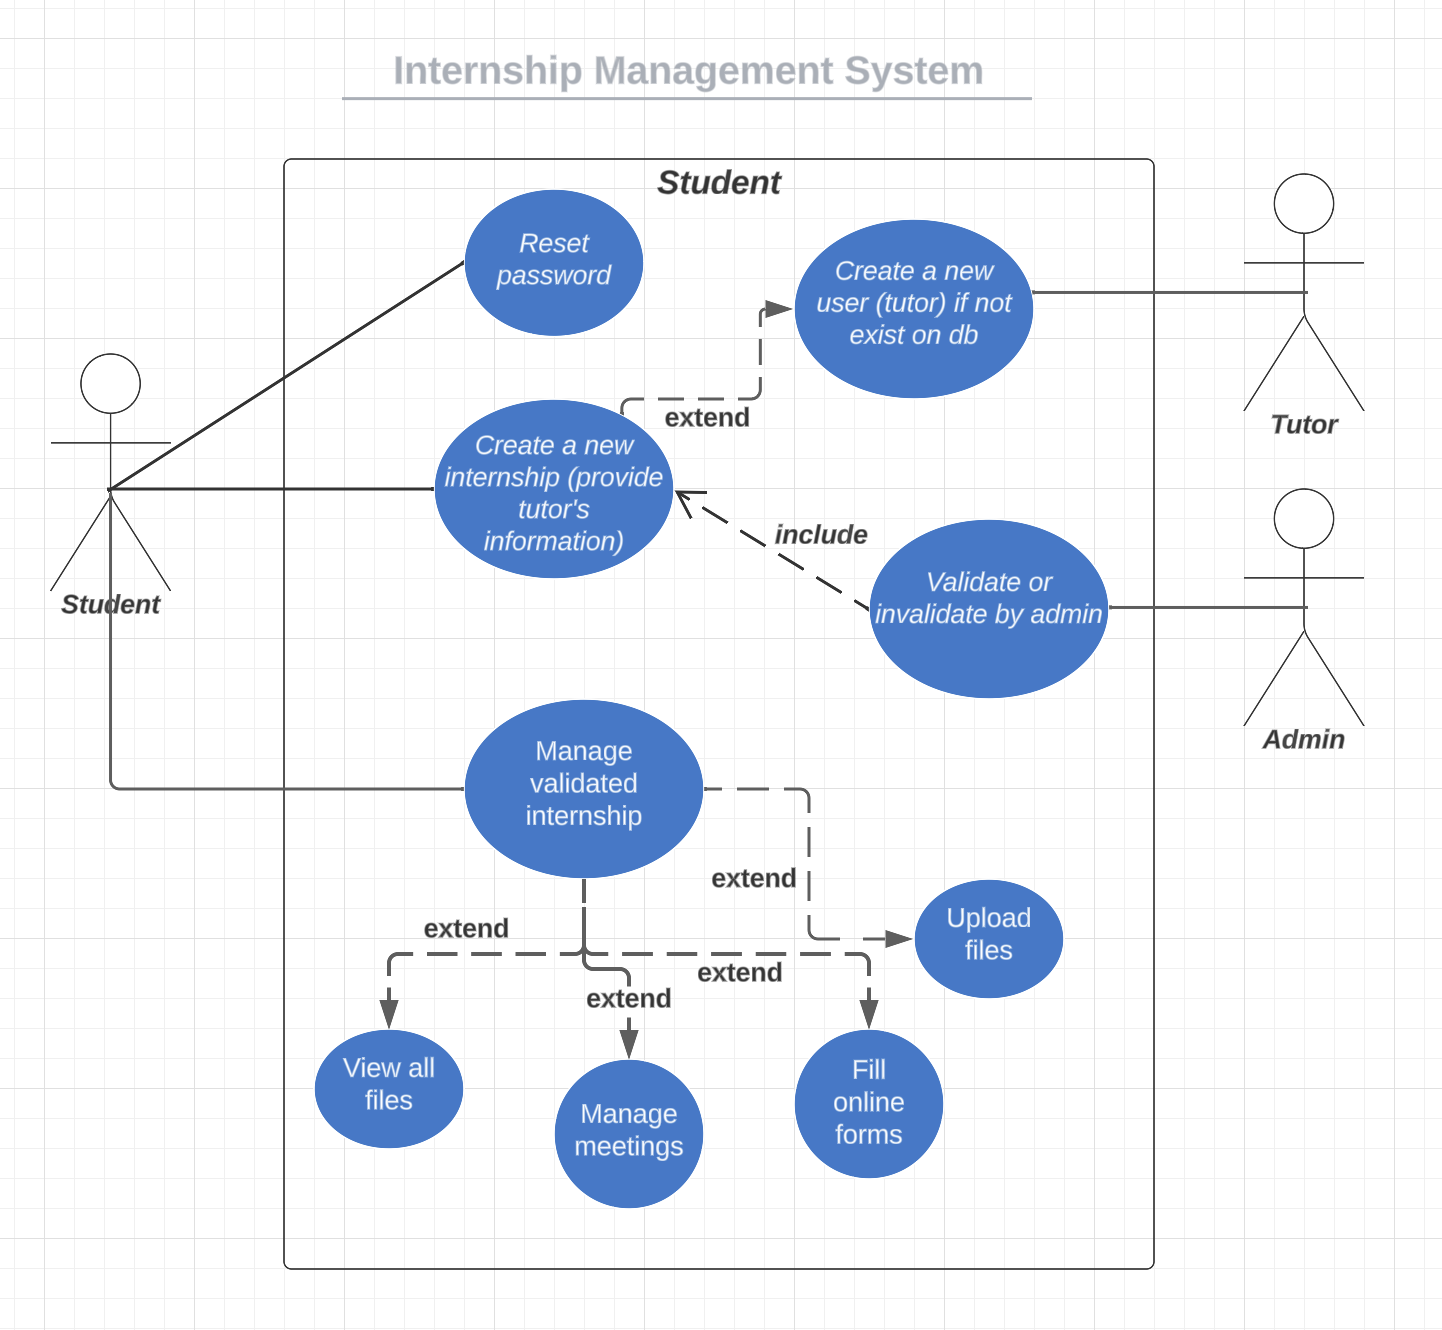 Internship Management System
Student
Reset
password
Create a new
user (tutor) if not
exist on db
Tutor
extend
Create a new
internship (provide
tutor's
information)
include
Validate or
invalidate by admin
Student
Admin
Manage
validated
internship
extend
Upload
files
extend
extend
extend
View all
files
Manage
meetings
Fill
online
forms